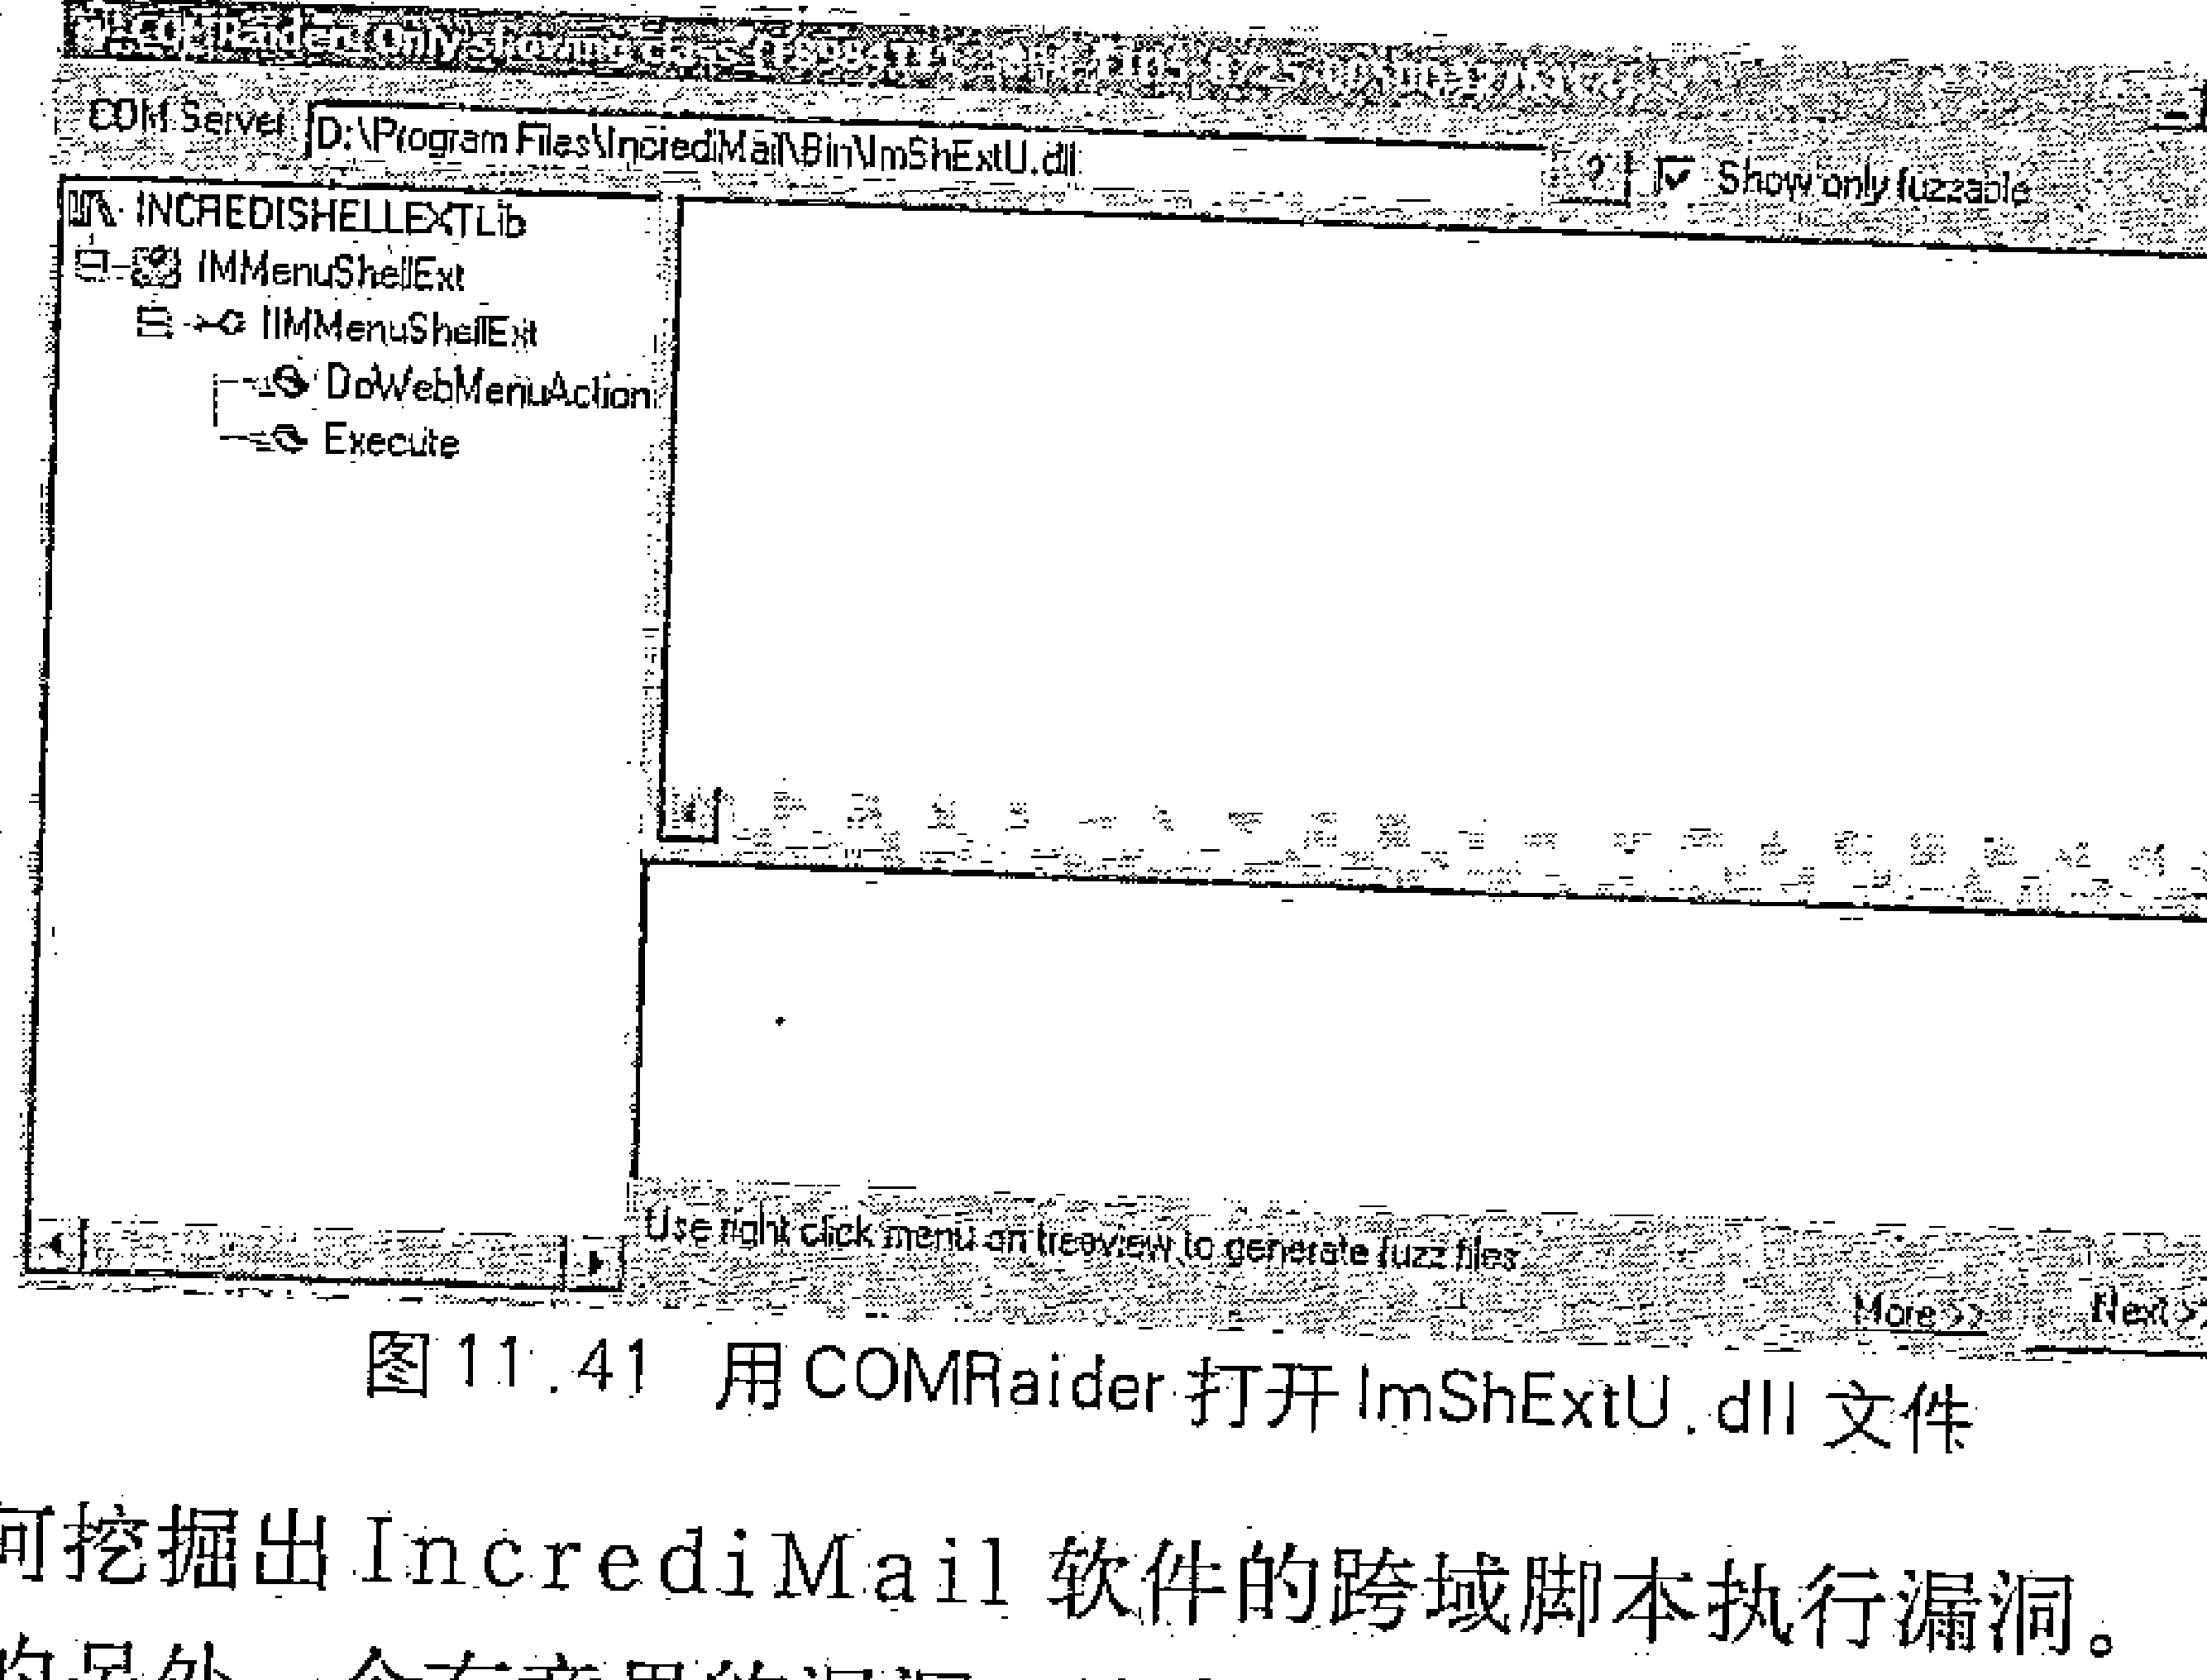 COM Server D:\Program Files\IncrediMail\Bin\ImShExtU.dll ? Show only fuzzable
INCREDISHELLEXTLib
IMMenuShellExt
IIMMenuShellExt
DoWebMenuAction
Execute
Use right click menu on treeview to generate fuzz files
More >> Next >>
图 11.41 用 COMRaider 打开 ImShExtU.dll 文件
何挖掘出 IncrediMail 软件的跨域脚本执行漏洞。